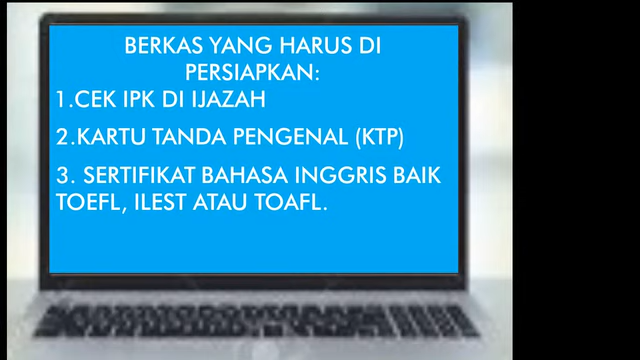 BERKAS YANG HARUS DI
PERSIAPKAN:
1.CEK IPK DI IJAZAH
2.KARTU TANDA PENGENAL (KTP)
3. SERTIFIKAT BAHASA INGGRIS BAIK
TOEFL, ILEST ATAU TOAFL.